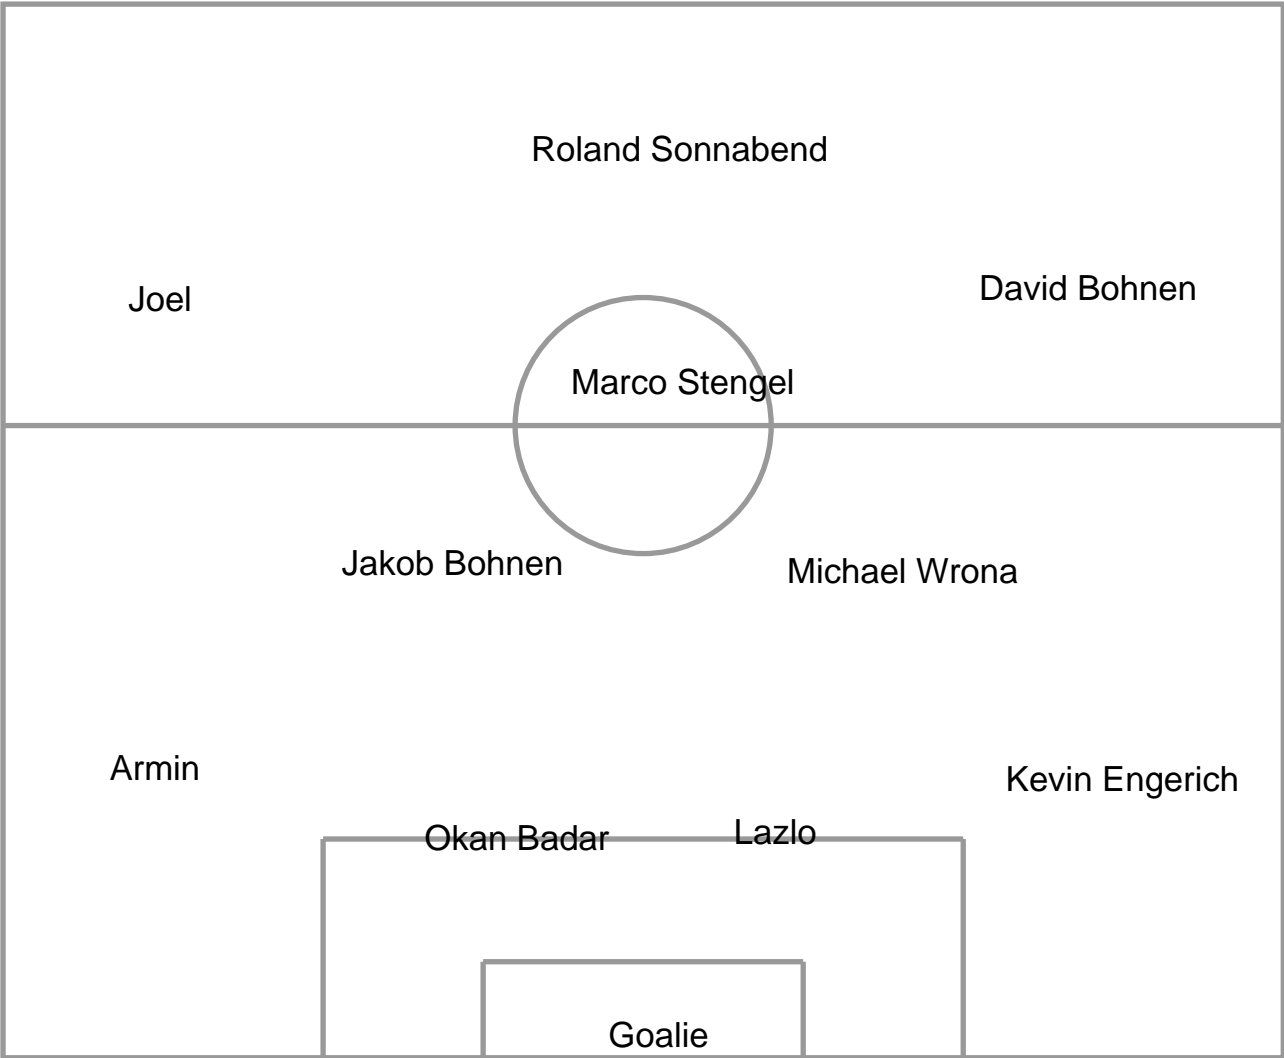 Roland Sonnabend
Joel
David Bohnen
Marco Stengel
Jakob Bohnen
Michael Wrona
Armin
Kevin Engerich
Okan Badar
Lazlo
Goalie